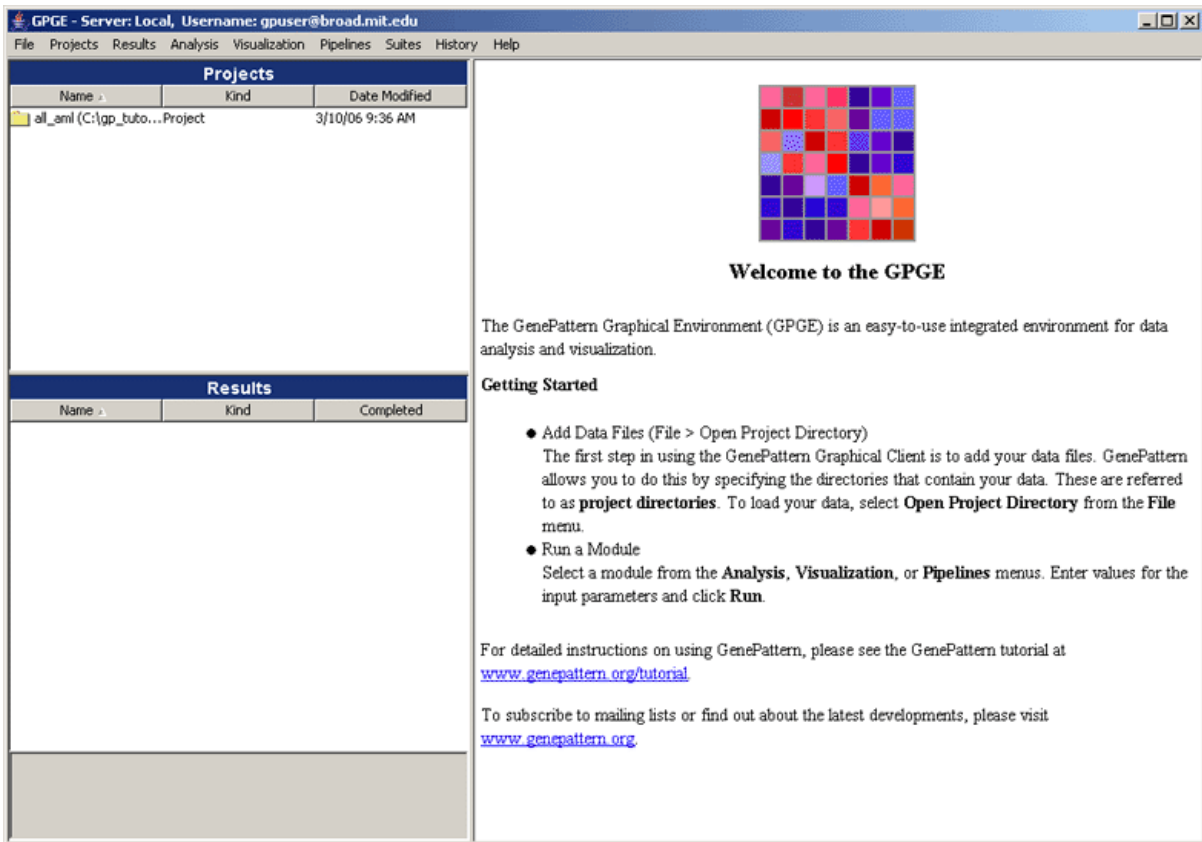 GPGE - Server: Local, Username: gpuser@broad.mit.edu
File Projects Results Analysis Visualization Pipelines Suites History Help
Projects
Name Kind Date Modified
all_aml (C:\gp_tuto... Project 3/10/06 9:36 AM
Results
Name Kind Completed
Welcome to the GPGE
The GenePattern Graphical Environment (GPGE) is an easy-to-use integrated environment for data
analysis and visualization.
Getting Started
● Add Data Files (File > Open Project Directory)
The first step in using the GenePattern Graphical Client is to add your data files. GenePattern
allows you to do this by specifying the directories that contain your data. These are referred
to as project directories. To load your data, select Open Project Directory from the File
menu.
● Run a Module
Select a module from the Analysis, Visualization, or Pipelines menus. Enter values for the
input parameters and click Run.
For detailed instructions on using GenePattern, please see the GenePattern tutorial at
www.genepattern.org/tutorial.
To subscribe to mailing lists or find out about the latest developments, please visit
www.genepattern.org.